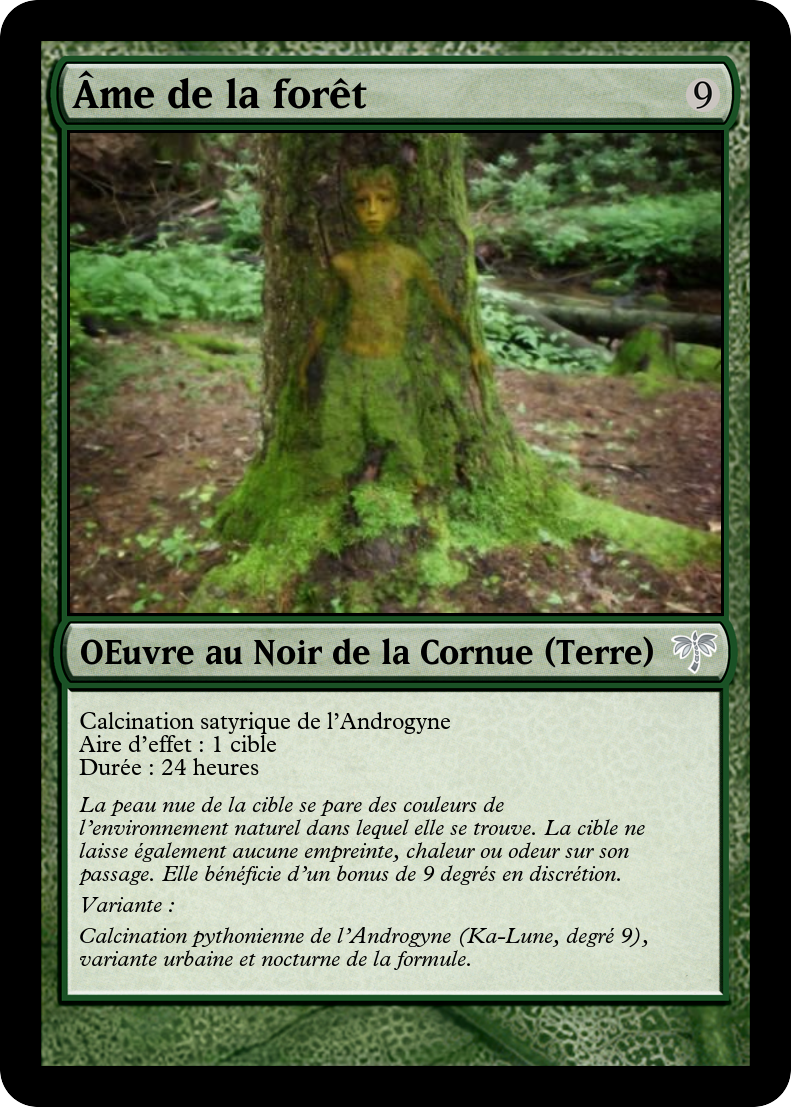 Âme de la forêt
9
OEuvre au Noir de la Cornue (Terre)
Calcination satyrique de l'Androgyne
Aire d'effet : 1 cible
Durée : 24 heures
La peau nue de la cible se pare des couleurs de
l'environnement naturel dans lequel elle se trouve. La cible ne
laisse également aucune empreinte, chaleur ou odeur sur son
passage. Elle bénéficie d'un bonus de 9 degrés en discrétion.
Variante :
Calcination pythonienne de l'Androgyne (Ka-Lune, degré 9),
variante urbaine et nocturne de la formule.